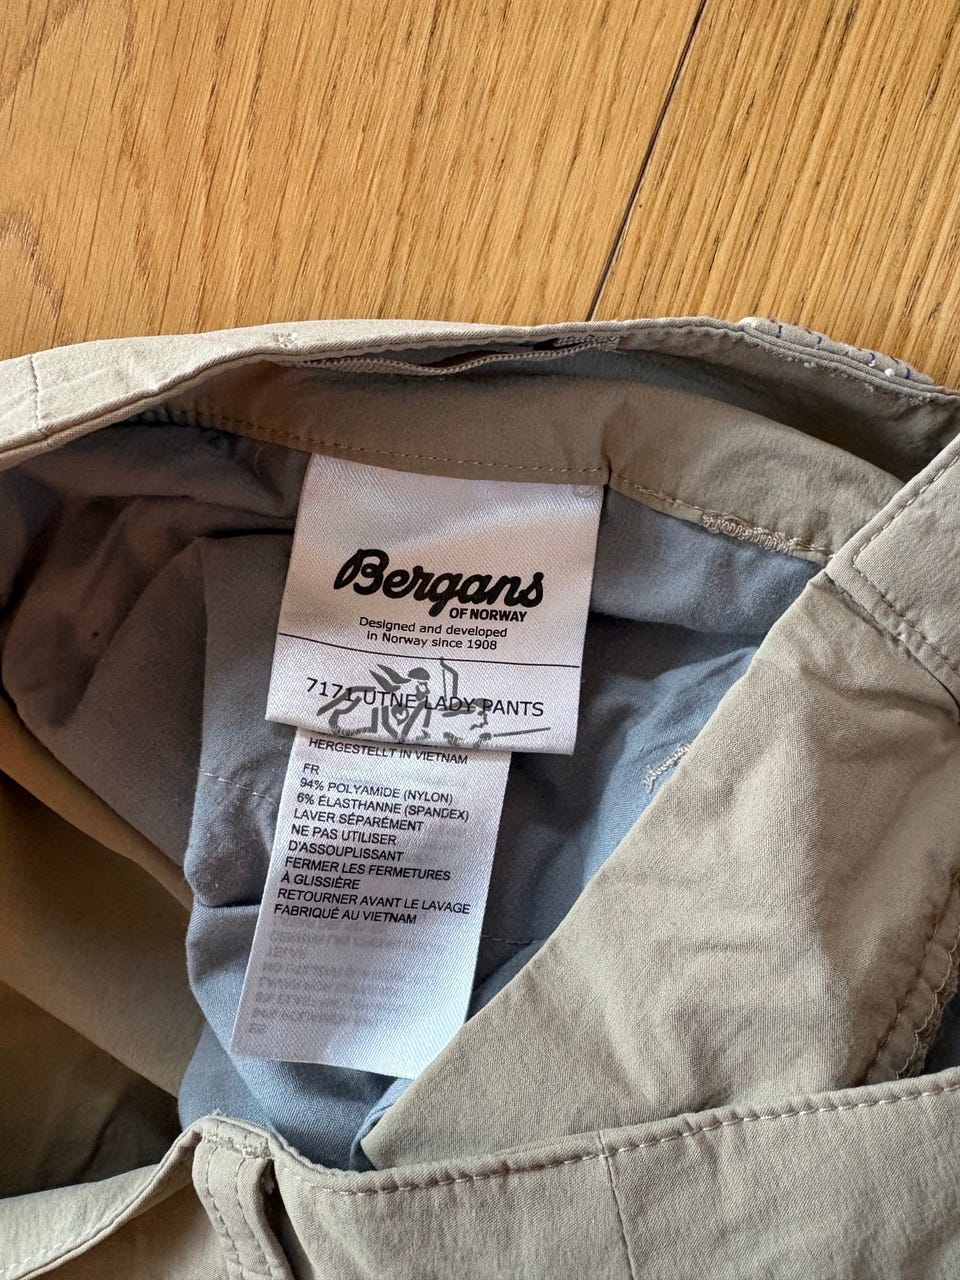 Bergans
OF NORWAY
Designed and developed
in Norway since 1908
7171 UTNE LADY PANTS
HERGESTELLT IN VIETNAM
FR
94% POLYAMIDE (NYLON)
6% ÉLASTHANNE (SPANDEX)
LAVER SÉPARÉMENT
NE PAS UTILISER
D'ASSOUPLISSANT
FERMER LES FERMETURES
À GLISSIÈRE
RETOURNER AVANT LE LAVAGE
FABRIQUÉ AU VIETNAM